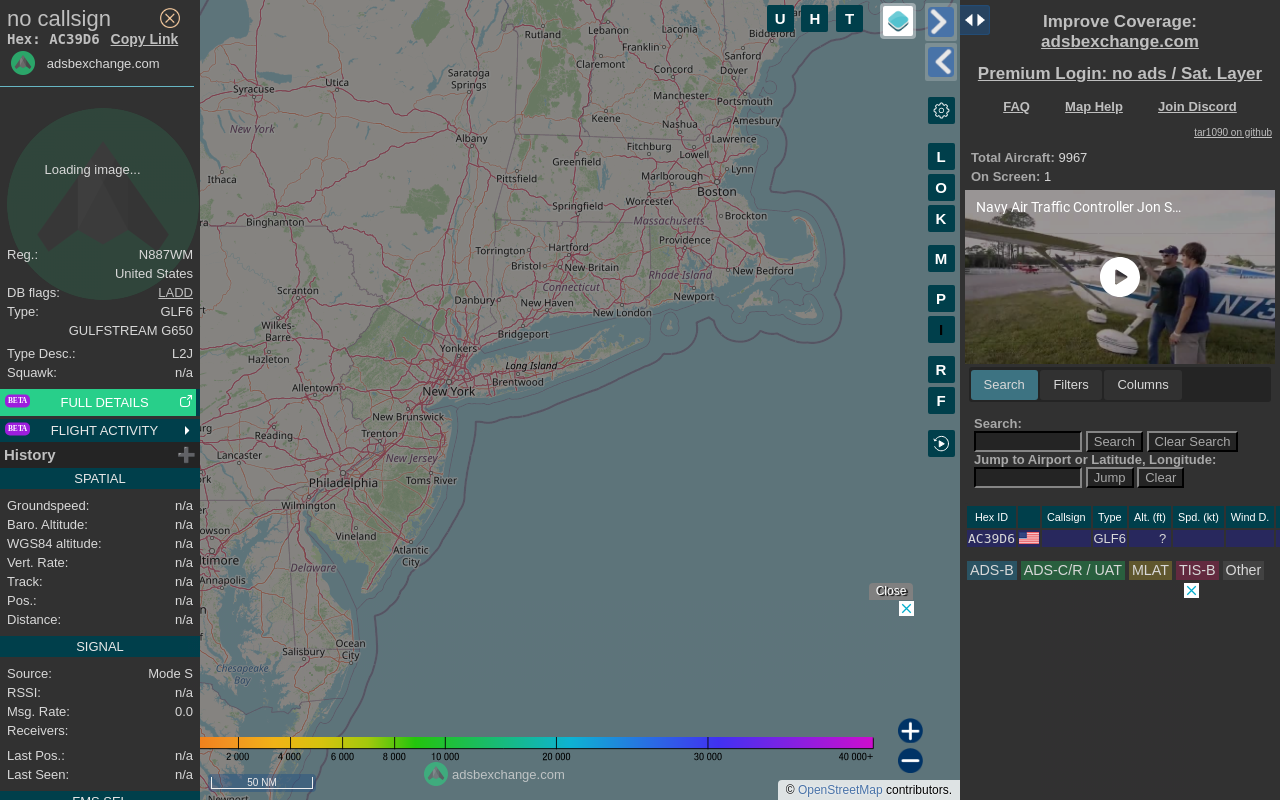 no callsign
Hex: AC39D6 Copy Link
adsbexchange.com
Loading image...
Reg.: N887WM
United States
DB flags: LADD
Type: GLF6
GULFSTREAM G650
Type Desc.: L2J
Squawk: n/a
BETA FULL DETAILS
BETA FLIGHT ACTIVITY
History
SPATIAL
Groundspeed: n/a
Baro. Altitude: n/a
WGS84 altitude: n/a
Vert. Rate: n/a
Track: n/a
Pos.: n/a
Distance: n/a
SIGNAL
Source: Mode S
RSSI: n/a
Msg. Rate: 0.0
Receivers:
Last Pos.: n/a
Last Seen: n/a
FMS SEL
U H T
Rutland
Lebanon
Laconia
Biddeford
Franklin
Sanford
Claremont
Concord
Dover
Saratoga Springs
Utica
Syracuse
Manchester
Portsmouth
Keene
Nashua
Amesbury
New York
Albany
Lawrence
Fitchburg
Lowell
Greenfield
Marlborough
Lynn
Ithaca
Pittsfield
Boston
Worcester
Springfield
Binghamton
Massachusetts
Brockton
Torrington
Hartford
Providence
Bristol
New Britain
Rhode Island
New Bedford
Connecticut
Scranton
Danbury
New Haven
Newport
New London
Wilkes-Barre
Bridgeport
Yonkers
Hazleton
Long Island
Brentwood
Allentown
New York
New Brunswick
Reading
Trenton
Lancaster
New Jersey
Philadelphia
Toms River
Wilmington
Vineland
Atlantic City
Delaware
Annapolis
Ocean City
Salisbury
Chesapeake Bay
Newport
L
O
K
M
P
I
R
F
Close
2 000 4 000 6 000 8 000 10 000 20 000 30 000 40 000+
adsbexchange.com
50 NM
© OpenStreetMap contributors.
Improve Coverage:
adsbexchange.com
Premium Login: no ads / Sat. Layer
FAQ Map Help Join Discord
tar1090 on github
Total Aircraft: 9967
On Screen: 1
Navy Air Traffic Controller Jon S...
N73
Search Filters Columns
Search:
Search Clear Search
Jump to Airport or Latitude, Longitude:
Jump Clear
Hex ID Callsign Type Alt. (ft) Spd. (kt) Wind D.
AC39D6 GLF6 ?
ADS-B ADS-C/R / UAT MLAT TIS-B Other